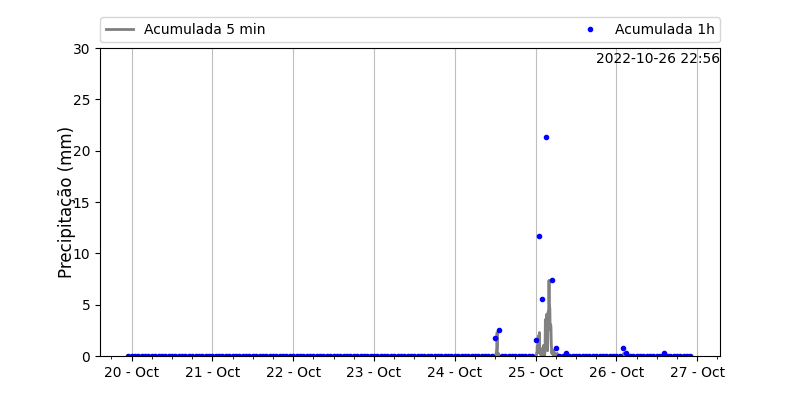 Acumulada 5 min
Acumulada 1h
2022-10-26 22:56
Precipitação (mm)
30
25
20
15
10
5
0
20 - Oct
21 - Oct
22 - Oct
23 - Oct
24 - Oct
25 - Oct
26 - Oct
27 - Oct